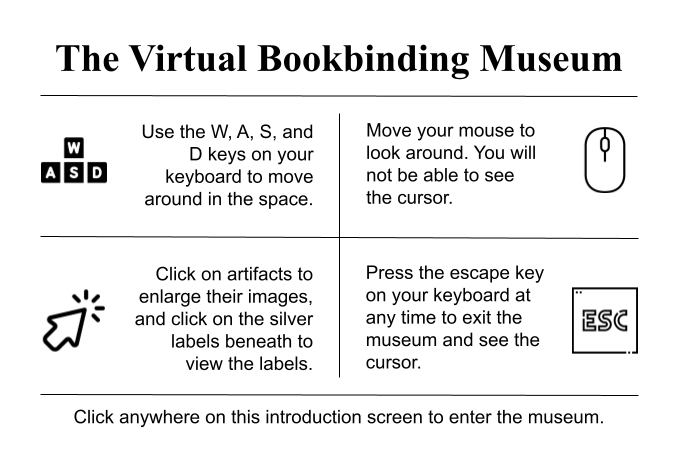 The Virtual Bookbinding Museum
W
A S D
Use the W, A, S, and
D keys on your
keyboard to move
around in the space.
Move your mouse to
look around. You will
not be able to see
the cursor.
Click on artifacts to
enlarge their images,
and click on the silver
labels beneath to
view the labels.
Press the escape key
on your keyboard at
any time to exit the
museum and see the
cursor.
ESC
Click anywhere on this introduction screen to enter the museum.